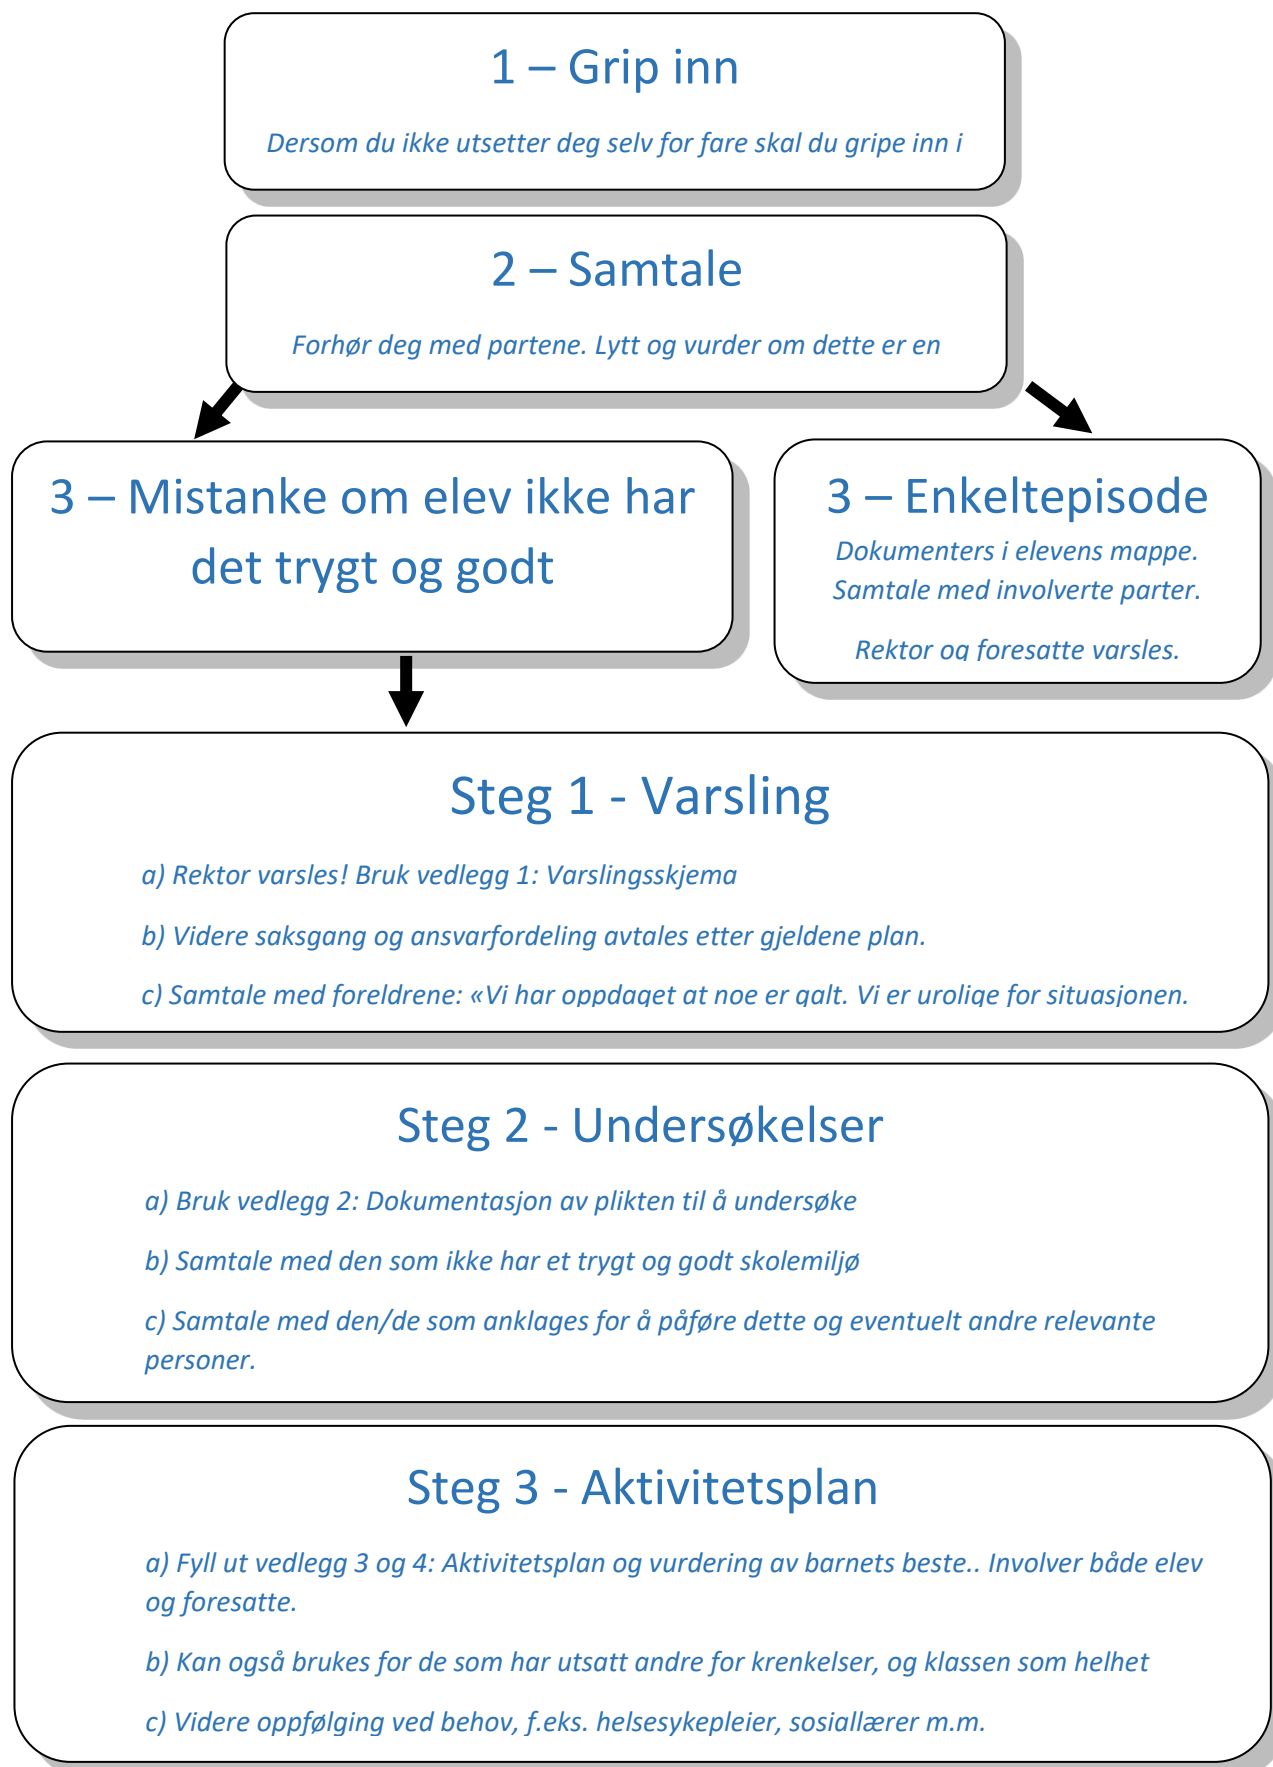 1 – Grip inn
Dersom du ikke utsetter deg selv for fare skal du gripe inn i
2 – Samtale
Forhør deg med partene. Lytt og vurder om dette er en
3 – Mistanke om elev ikke har
det trygt og godt
3 – Enkeltepisode
Dokumenters i elevens mappe.
Samtale med involverte parter.
Rektor og foresatte varsles.
Steg 1 - Varsling
a) Rektor varsles! Bruk vedlegg 1: Varslingsskjema
b) Videre saksgang og ansvarfordeling avtales etter gjeldene plan.
c) Samtale med foreldrene: «Vi har oppdaget at noe er galt. Vi er urolige for situasjonen.
Steg 2 - Undersøkelser
a) Bruk vedlegg 2: Dokumentasjon av plikten til å undersøke
b) Samtale med den som ikke har et trygt og godt skolemiljø
c) Samtale med den/de som anklages for å påføre dette og eventuelt andre relevante
personer.
Steg 3 - Aktivitetsplan
a) Fyll ut vedlegg 3 og 4: Aktivitetsplan og vurdering av barnets beste.. Involver både elev
og foresatte.
b) Kan også brukes for de som har utsatt andre for krenkelser, og klassen som helhet
c) Videre oppfølging ved behov, f.eks. helsesykepleier, sosiallærer m.m.